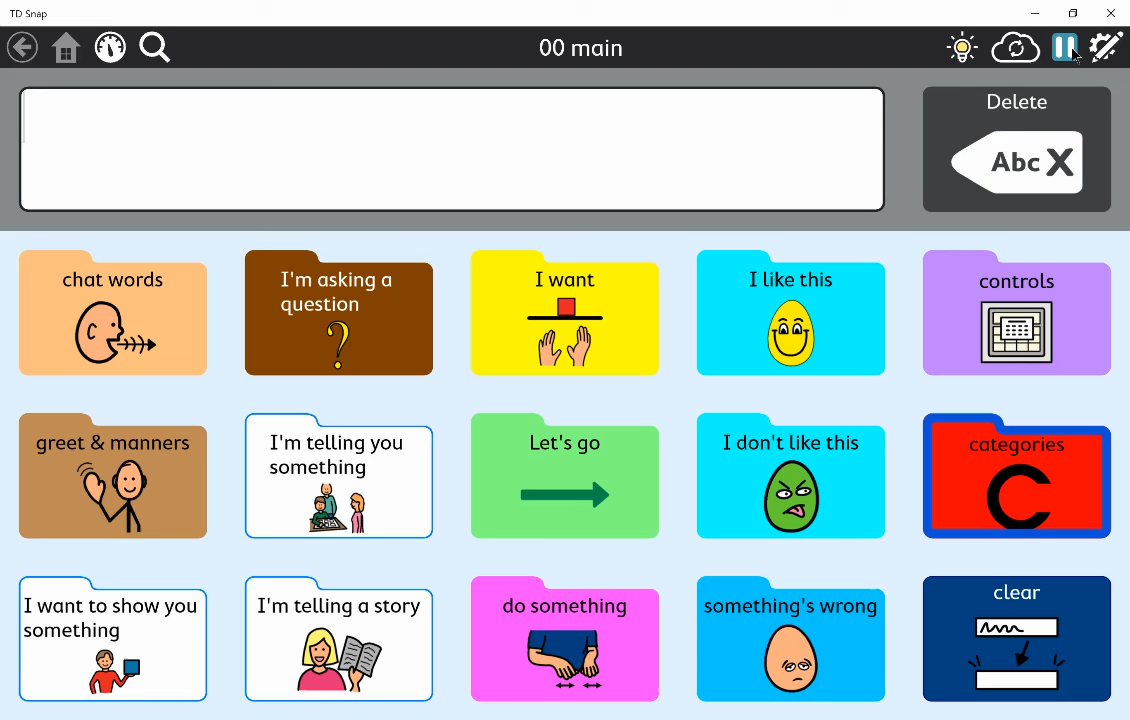 TD Snap
00 main
Delete
Abc X
chat words
I'm asking a
question
?
I want
I like this
controls
greet & manners
I'm telling you
something
Let's go
I don't like this
categories
C
I want to show you
something
I'm telling a story
do something
something's wrong
clear